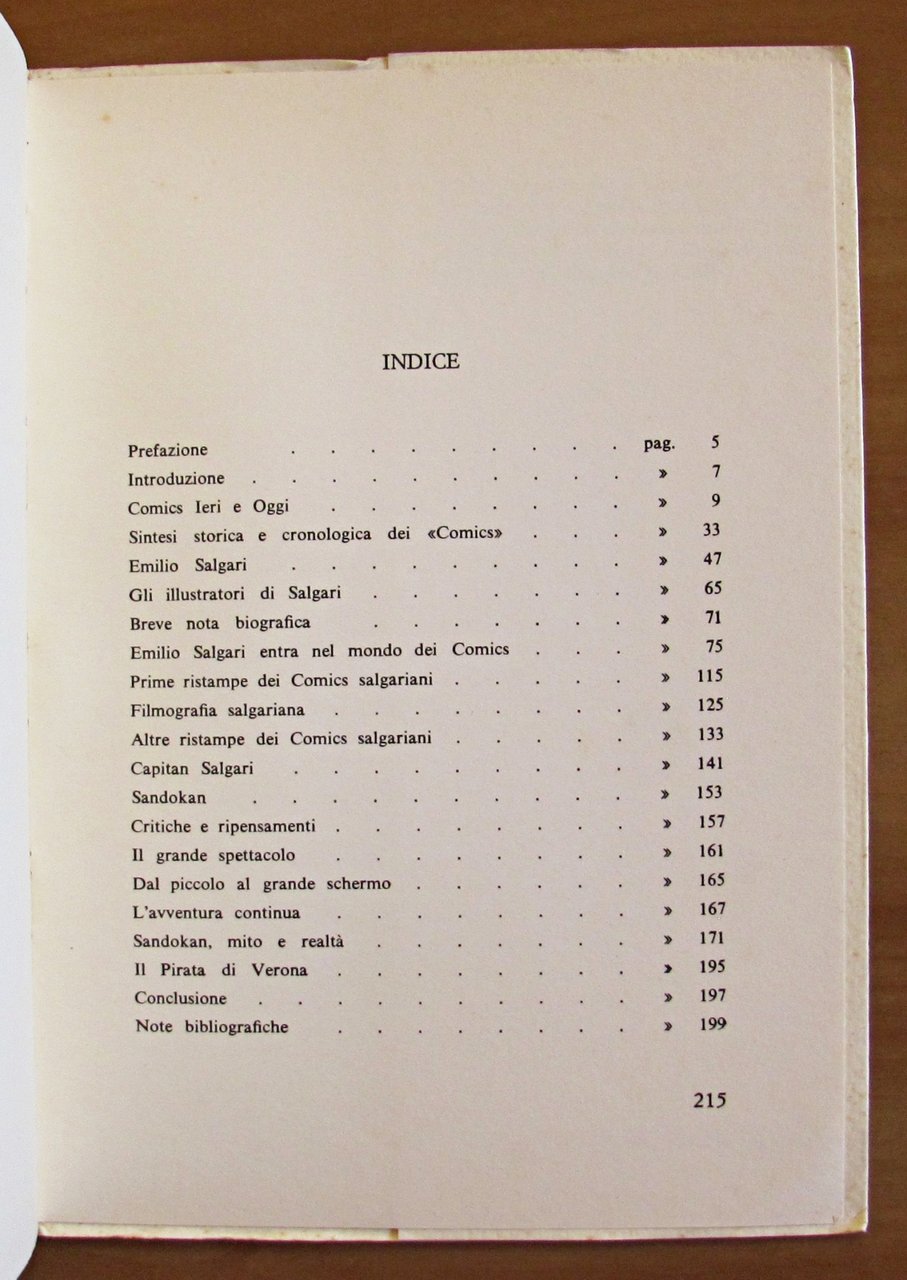 INDICE
Prefazione . . . . . . . . . pag. 5
Introduzione . . . . . . . . . . » 7
Comics Ieri e Oggi . . . . . . . . » 9
Sintesi storica e cronologica dei «Comics» . . . » 33
Emilio Salgari . . . . . . . . . » 47
Gli illustratori di Salgari . . . . . . . » 65
Breve nota biografica . . . . . . . » 71
Emilio Salgari entra nel mondo dei Comics . . . » 75
Prime ristampe dei Comics salgariani . . . . . » 115
Filmografia salgariana . . . . . . . . » 125
Altre ristampe dei Comics salgariani . . . . . » 133
Capitan Salgari . . . . . . . . . » 141
Sandokan . . . . . . . . . . » 153
Critiche e ripensamenti . . . . . . . . » 157
Il grande spettacolo . . . . . . . . » 161
Dal piccolo al grande schermo . . . . . . » 165
L'avventura continua . . . . . . . . » 167
Sandokan, mito e realtà . . . . . . . » 171
Il Pirata di Verona . . . . . . . . » 195
Conclusione . . . . . . . . . . » 197
Note bibliografiche . . . . . . . . » 199
215